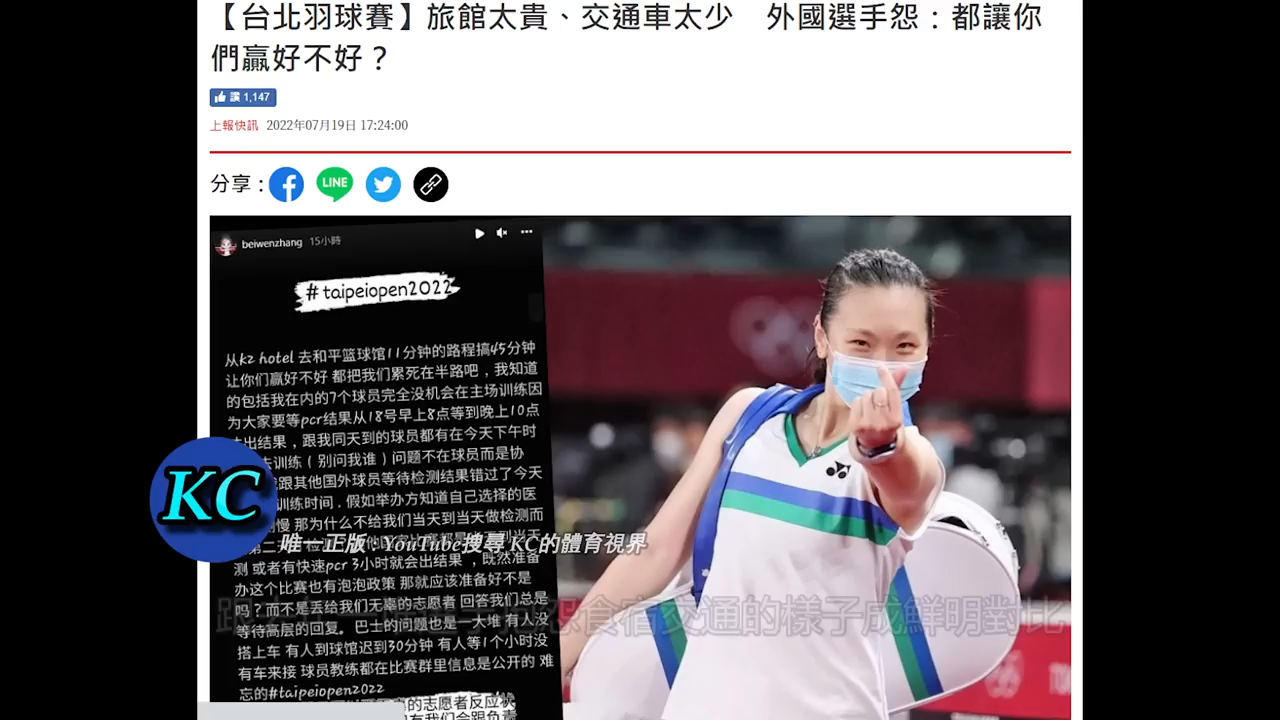 【台北羽球賽】旅館太貴、交通車太少　外國選手怨：都讓你
們贏好不好？
讚 1,147
上報快訊 2022年07月19日 17:24:00
分享：
LINE
beiwenzhang 15小時
# taipeiopen2022
从k2 hotel 去和平篮球馆11分钟的路程搞45分钟
让你们赢好不好 都把我们累死在半路吧，我知道
的包括我在内的7个球员完全没机会在主场训练因
为大家要等pcr结果从18号早上8点等到晚上10点
出结果，跟我同天到的球员都有在今天下午时
去训练（别问我谁）问题不在球员而是协
跟其他国外球员等待检测结果错过了今天
训练时间．假如举办方知道自己选择的医
慢 那为什么不给我们当天到当天做检测而
KC
唯一正版：YouTube搜尋 KC的體育視界
测 或者有快速pcr 3小时就会出结果 ，既然准备
办这个比赛也有泡泡政策 那就应该准备好不是
吗？而不是丢给我们无辜的志愿者 回答我们总是
等待高层的回复。巴士的问题也是一大堆 有人没
搭上车 有人到球馆迟到30分钟 有人等1个小时没
有车来接 球员教练都在比赛群里信息是公开的 难
忘的#taipeiopen2022
食宿交通的樣子成鮮明對比
的志愿者反应状